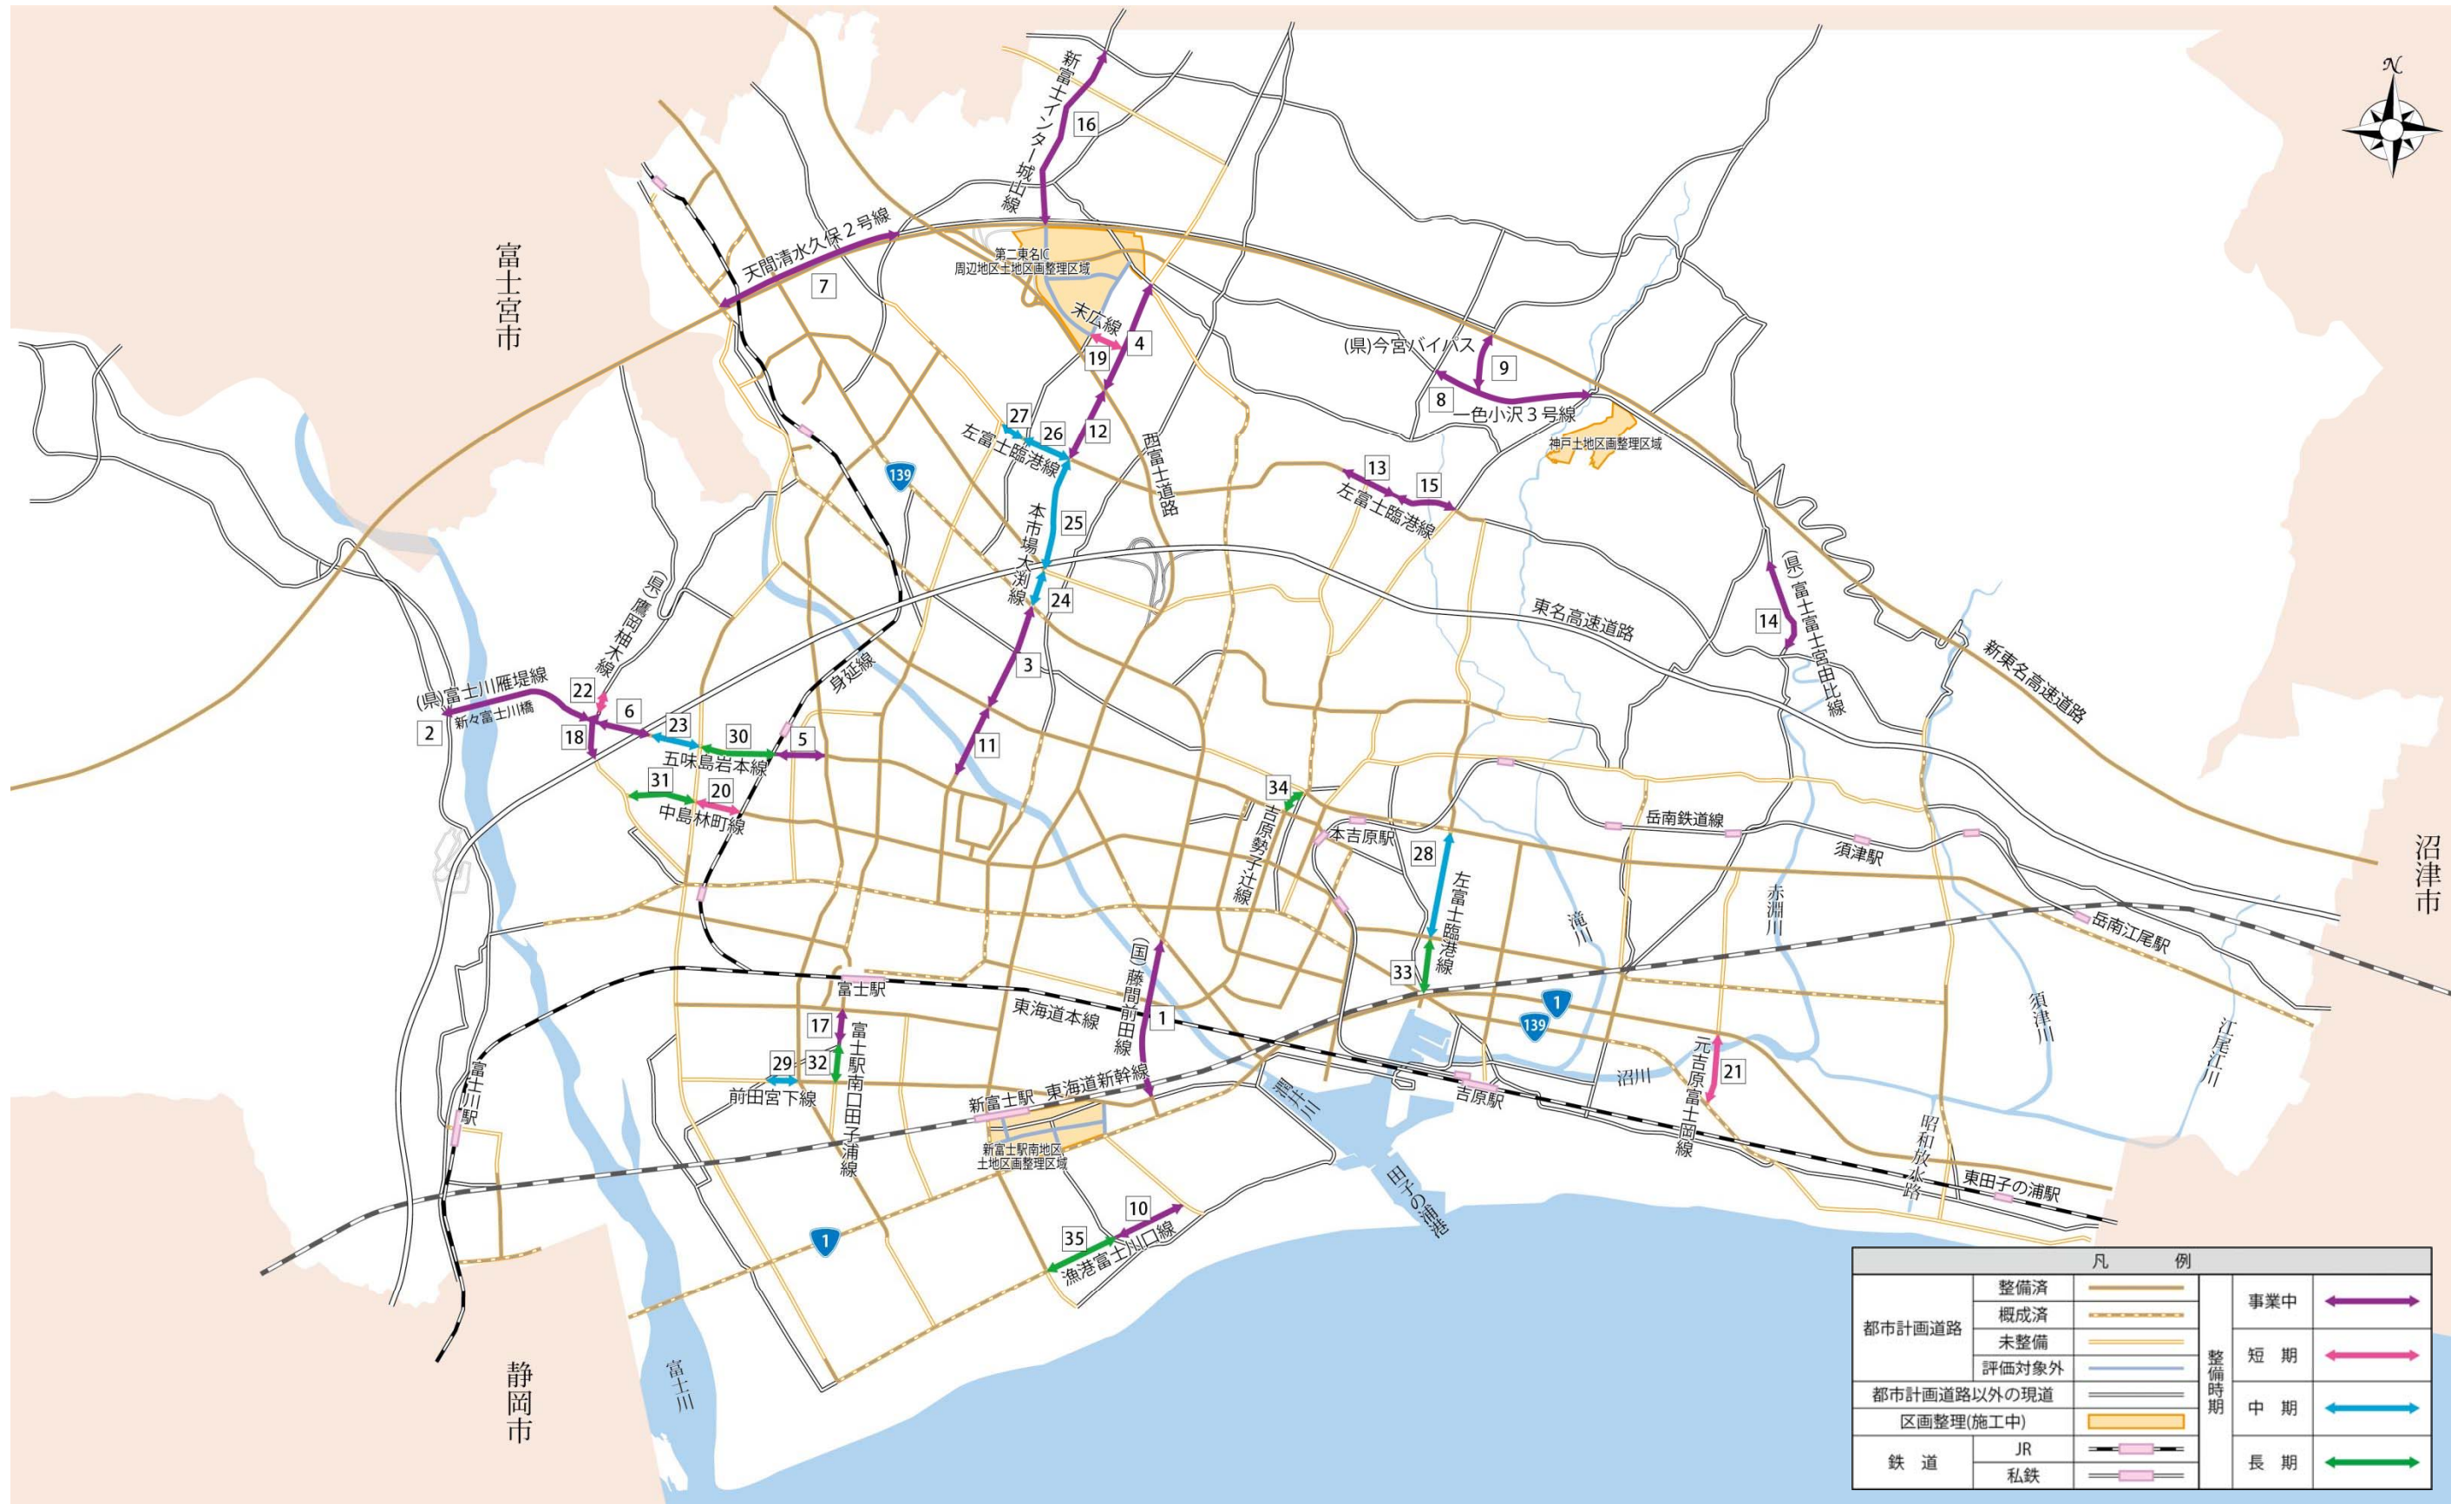 N
新富士インター城山線
16
富士宮市
天間清水久保２号線
7
第二東名IC
周辺地区土地区画整理区域
末広線
4
19
(県)今宮バイパス
9
8
一色小沢３号線
神戸土地区画整理区域
27
26
12
左富士臨港線
西富士道路
139
13
15
左富士臨港線
25
本市場大渕線
24
(県)富士富士宮由比線
14
東名高速道路
新東名高速道路
(県)鷹岡柚木線
3
身延線
(県)富士川雁堤線
新々富士川橋
2
22
6
18
23
30
5
五味島岩本線
11
31
20
中島林町線
34
吉原勢子辻線
本吉原駅
岳南鉄道線
須津駅
28
左富士臨港線
沼津市
赤淵川
滝川
岳南江尾駅
33
(国)藤間前田線
富士駅
東海道本線
1
1
139
須津川
江尾江川
17
富士駅南口田子浦線
29
32
前田宮下線
富士川駅
新富士駅
東海道新幹線
潤井川
吉原駅
沼川
元吉原富士岡線
21
昭和放水路
新富士駅南地区
土地区画整理区域
田子の浦港
東田子の浦駅
10
35
漁港富士川口線
1
静岡市
富士川
凡　例
都市計画道路
整備済
概成済
未整備
評価対象外
都市計画道路以外の現道
区画整理(施工中)
鉄　道
JR
私鉄
整備時期
事業中
短　期
中　期
長　期